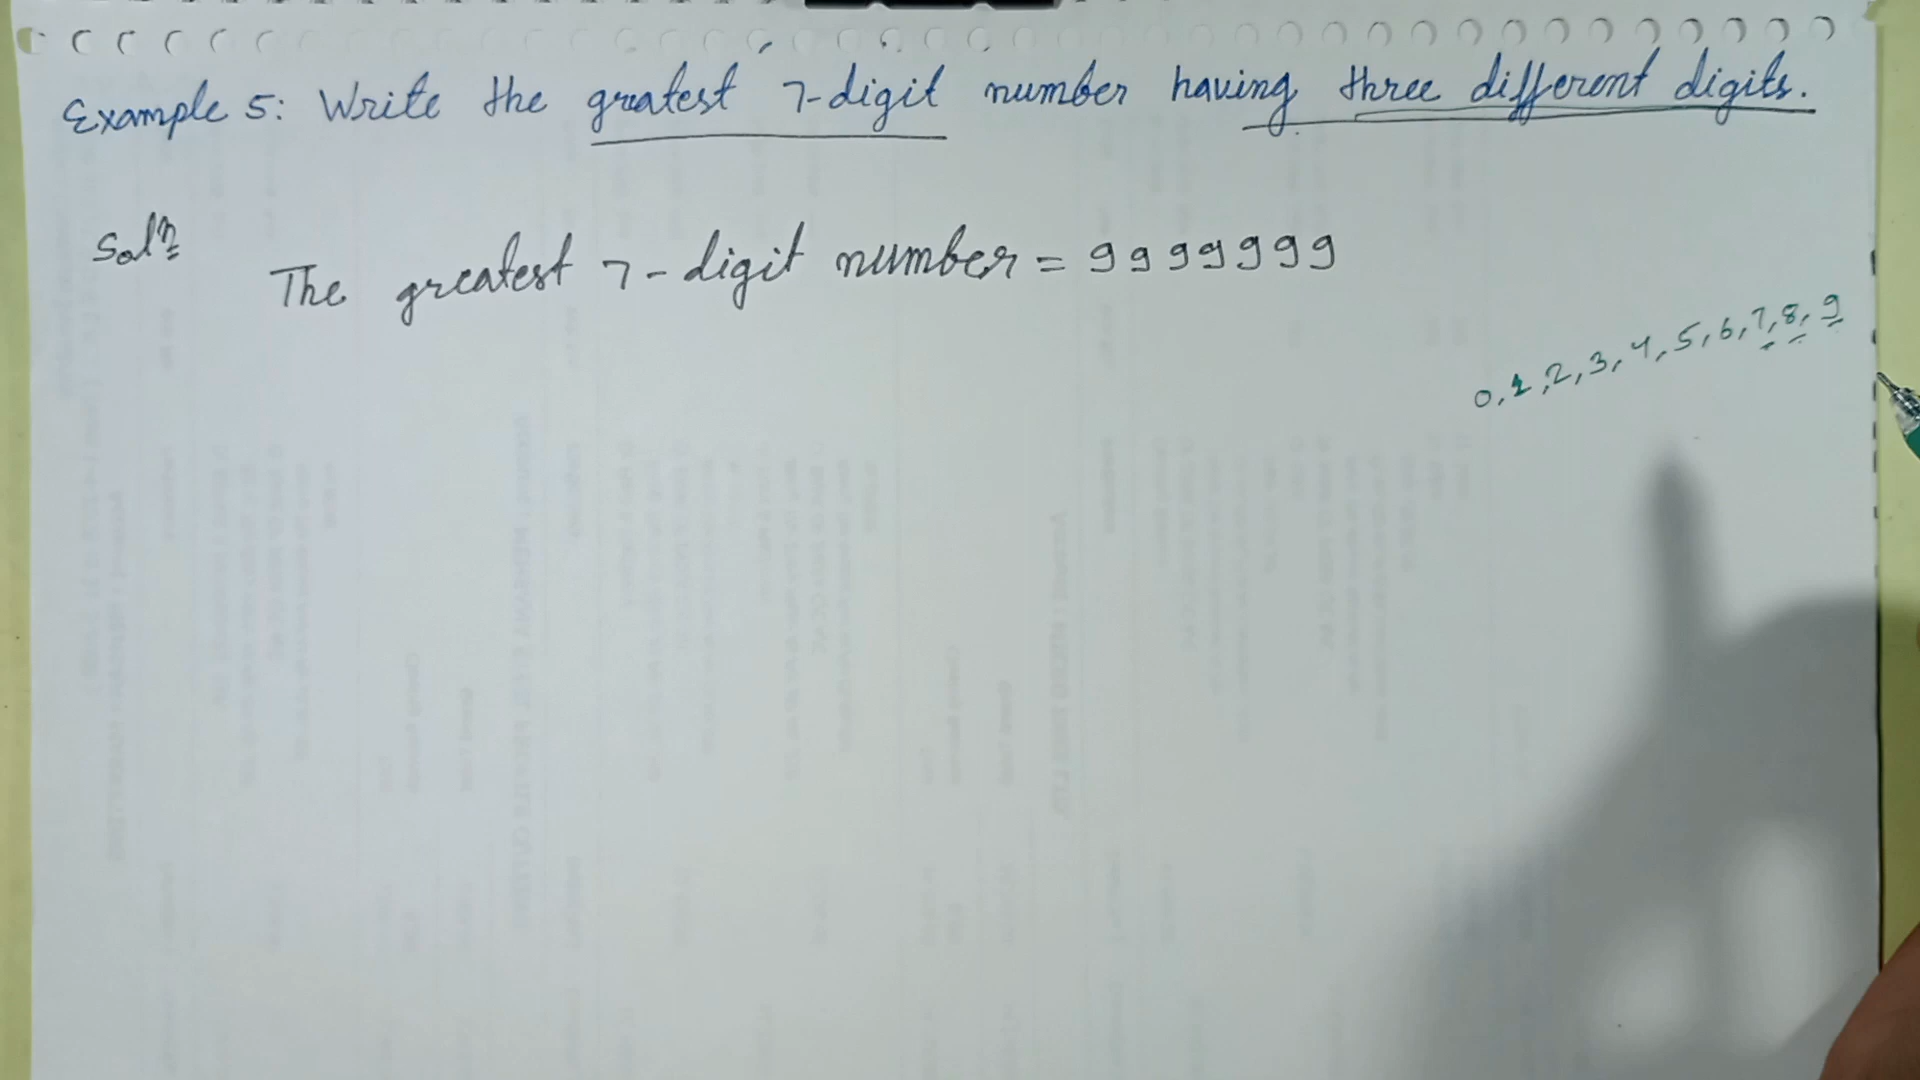 Example 5: Write the greatest 7-digit number having three different digits.
Solⁿ
The greatest 7-digit number = 9999999
0, 1, 2, 3, 4, 5, 6, 7, 8, 9